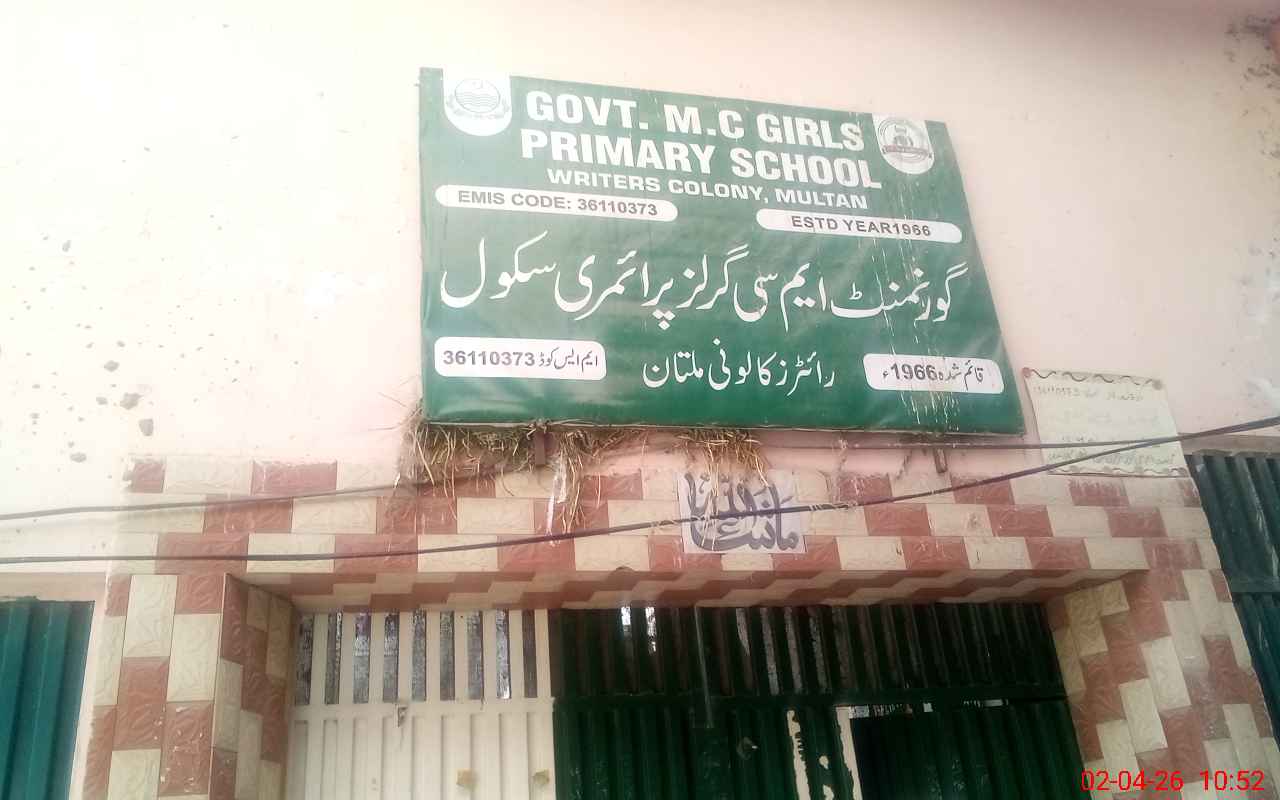 GOVT. M.C GIRLS
PRIMARY SCHOOL
WRITERS COLONY, MULTAN
EMIS CODE: 36110373
ESTD YEAR1966
گورنمنٹ ایم سی گرلز پرائمری سکول
قائم شدہ 1966ء
رائٹرز کالونی ملتان
ایم ایس کوڈ 36110373
02-04-26 10:52